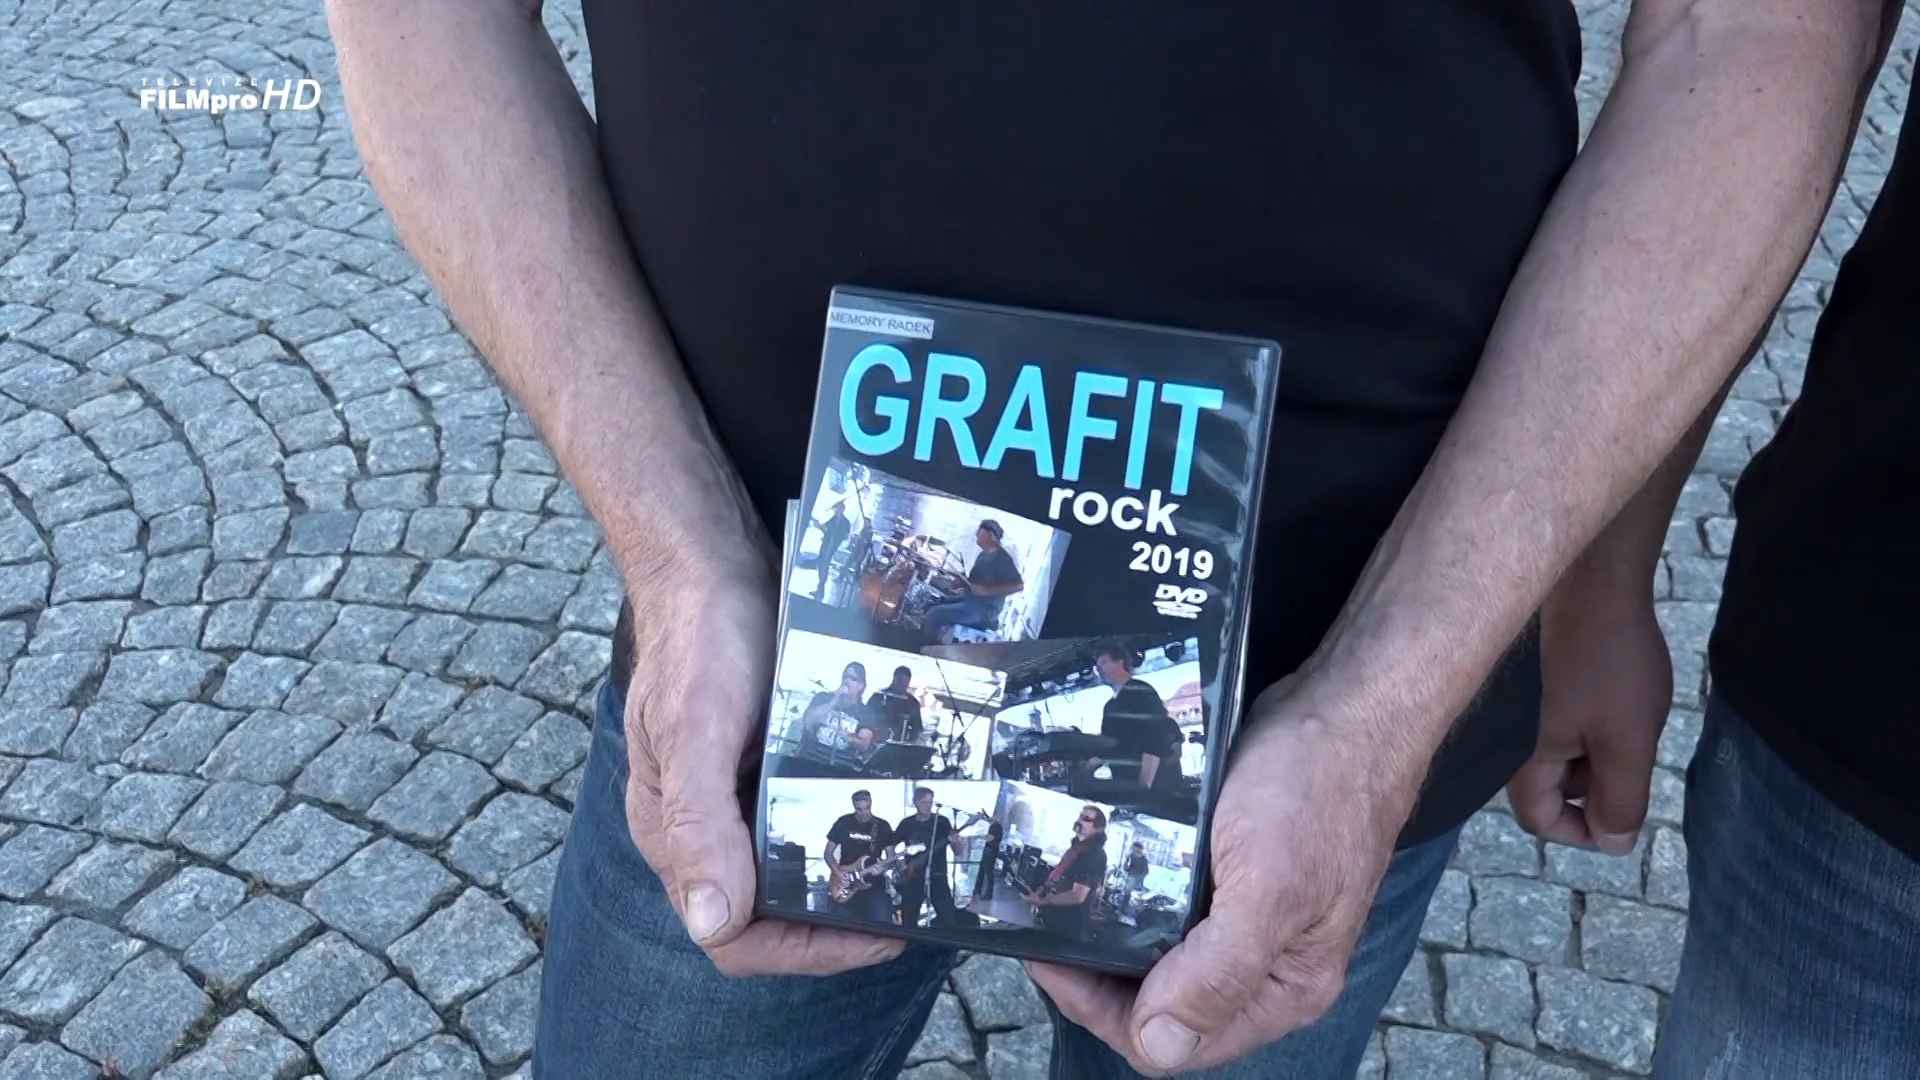 TELEVIZE
FILMpro HD
MEMORY RADEK
GRAFIT
rock
2019
DVD